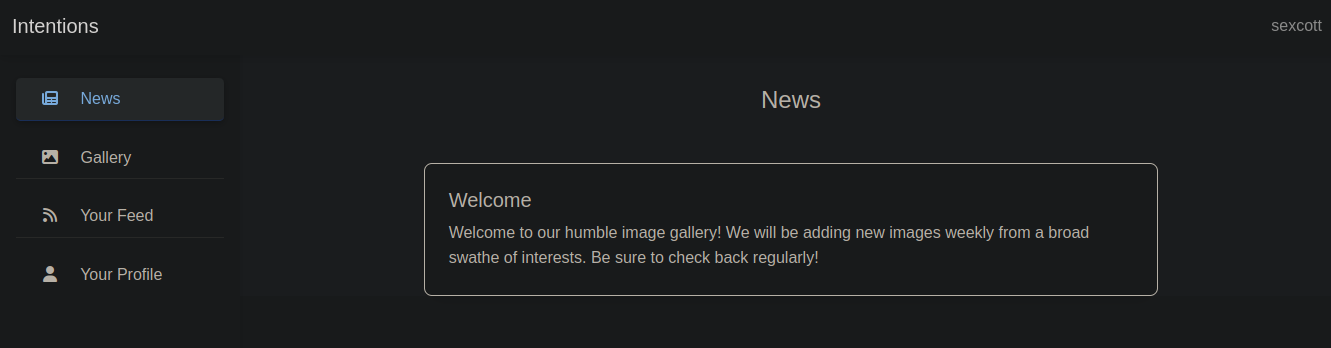 Intentions
sexcott
News
Gallery
Your Feed
Your Profile
News
Welcome
Welcome to our humble image gallery! We will be adding new images weekly from a broad
swathe of interests. Be sure to check back regularly!